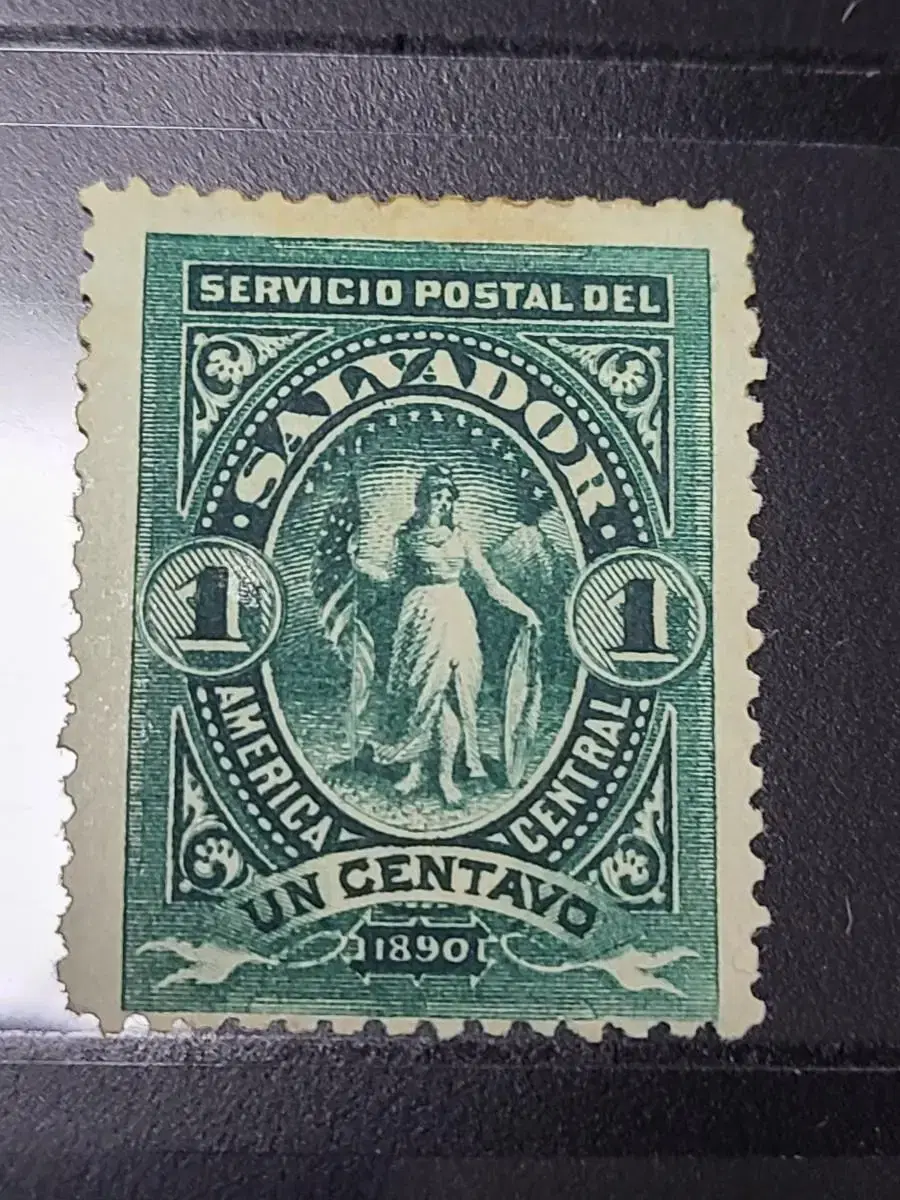 SERVICIO POSTAL DEL
SALVADOR
1 1
AMERICA CENTRAL
UN CENTAVO
1890